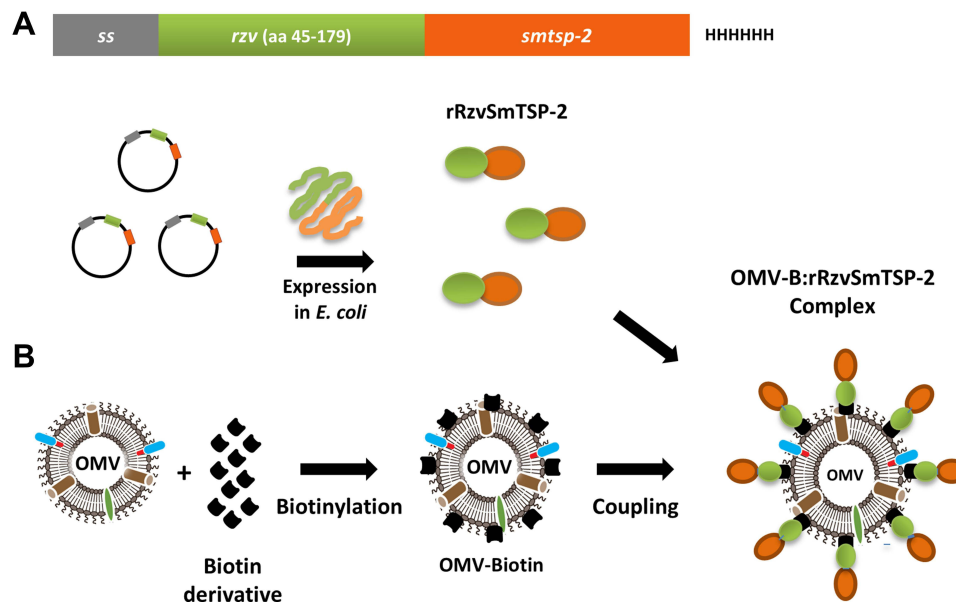 A
ss rzv (aa 45-179) smtsp-2 HHHHHH
rRzvSmTSP-2
Expression
in E. coli
OMV-B:rRzvSmTSP-2
Complex
B
OMV
+
Biotinylation
OMV
Coupling
OMV
Biotin
derivative
OMV-Biotin